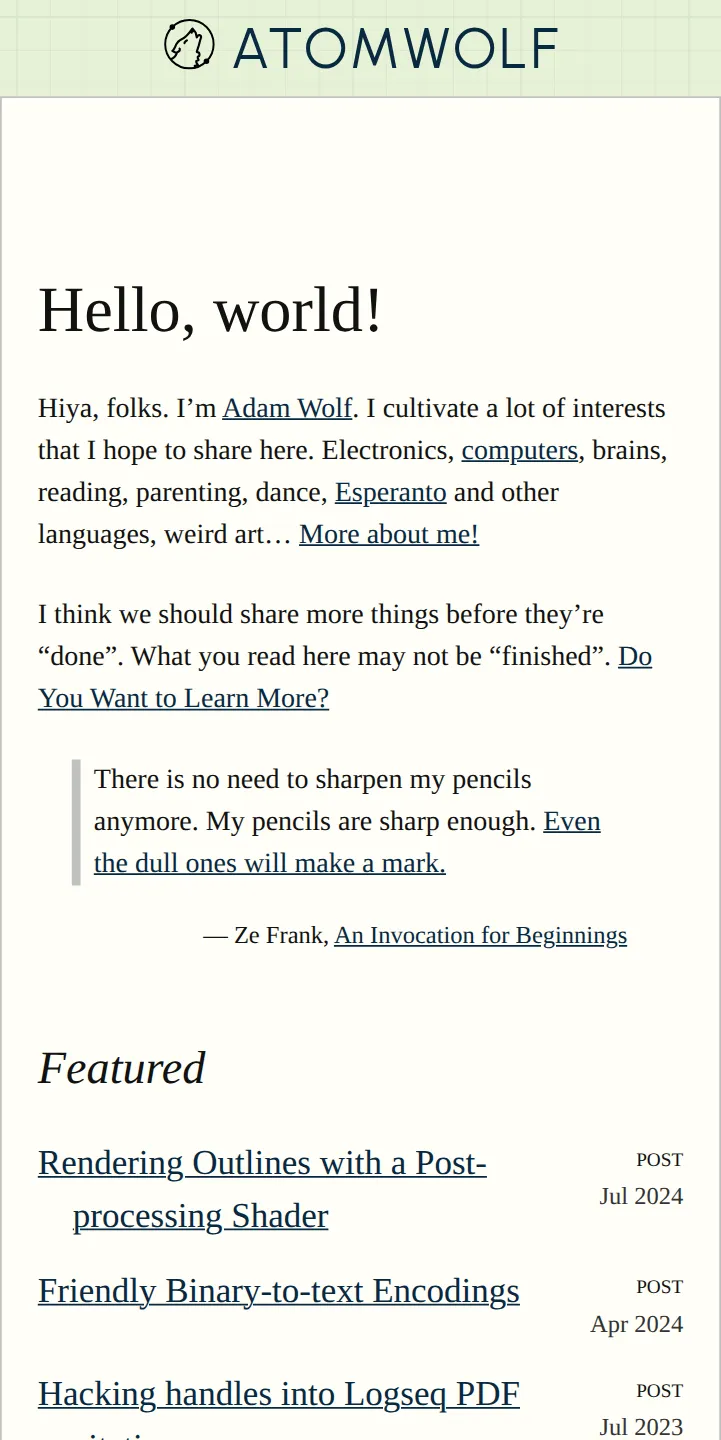 ATOMWOLF
Hello, world!
Hiya, folks. I’m Adam Wolf. I cultivate a lot of interests
that I hope to share here. Electronics, computers, brains,
reading, parenting, dance, Esperanto and other
languages, weird art… More about me!
I think we should share more things before they’re
“done”. What you read here may not be “finished”. Do
You Want to Learn More?
There is no need to sharpen my pencils
anymore. My pencils are sharp enough. Even
the dull ones will make a mark.
— Ze Frank, An Invocation for Beginnings
Featured
Rendering Outlines with a Post-
processing Shader
POST
Jul 2024
Friendly Binary-to-text Encodings
POST
Apr 2024
Hacking handles into Logseq PDF
POST
Jul 2023